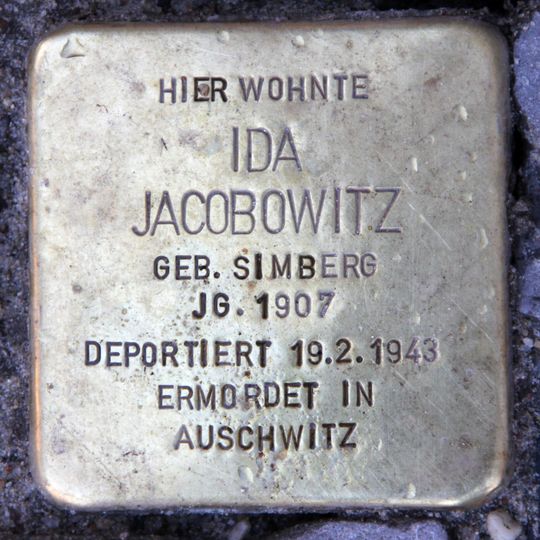 HIER WOHNTE
IDA
JACOBOWITZ
GEB. SIMBERG
JG. 1907
DEPORTIERT 19.2.1943
ERMORDET IN
AUSCHWITZ